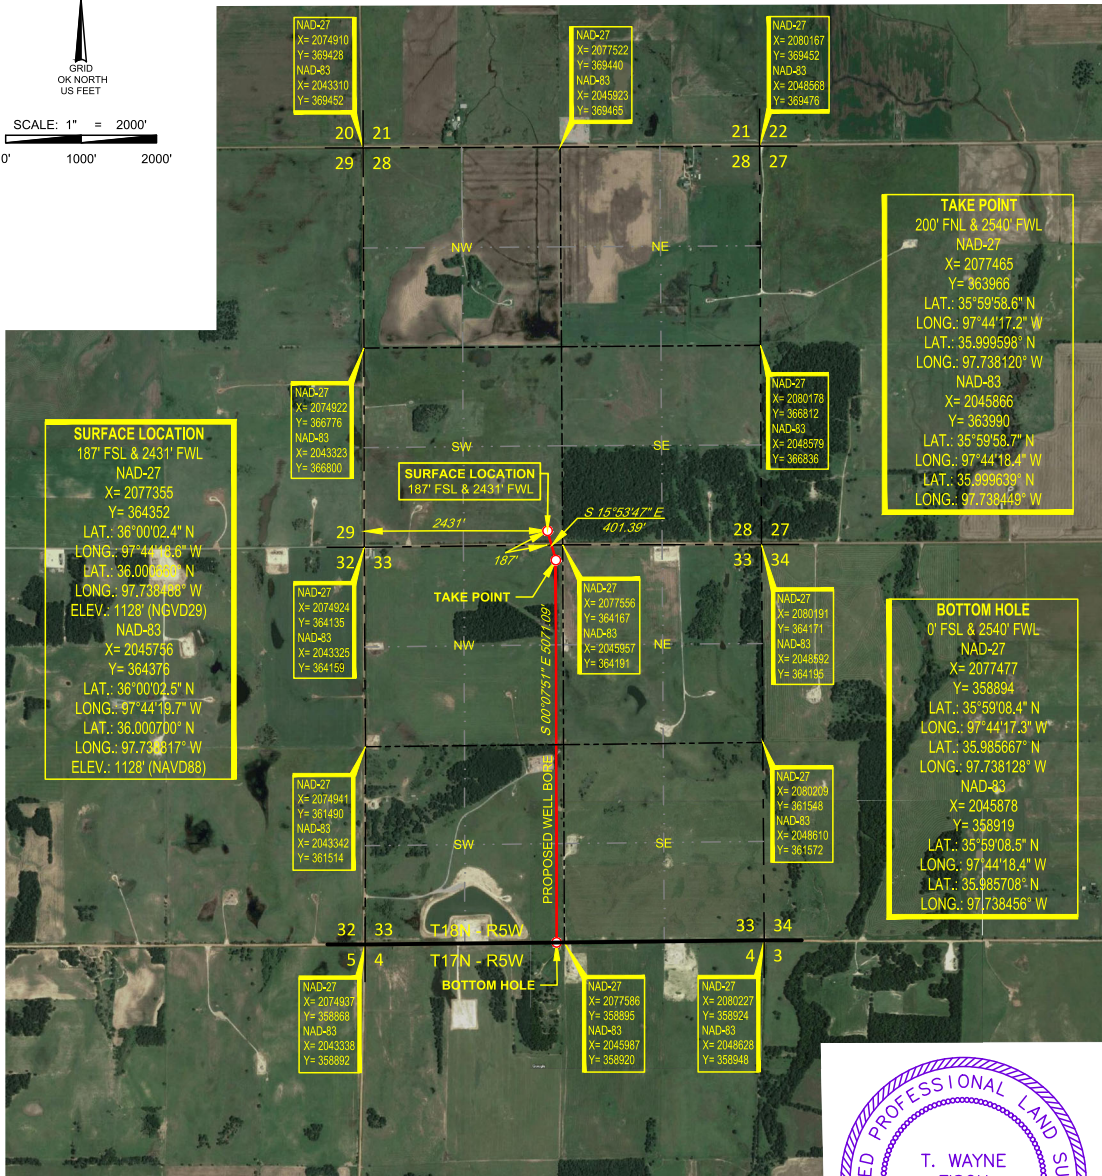 GRID
OK NORTH
US FEET
SCALE: 1" = 2000'
0' 1000' 2000'
NAD-27
X= 2074910
Y= 369428
NAD-83
X= 2043310
Y= 369452
NAD-27
X= 2077522
Y= 369440
NAD-83
X= 2045923
Y= 369465
NAD-27
X= 2080167
Y= 369452
NAD-83
X= 2048568
Y= 369476
20 21
29 28
21 22
28 27
NW
NE
TAKE POINT
200' FNL & 2540' FWL
NAD-27
X= 2077465
Y= 363966
LAT.: 35°59'58.6" N
LONG.: 97°44'17.2" W
LAT.: 35.999598° N
LONG.: 97.738120° W
NAD-83
X= 2045866
Y= 363990
LAT.: 35°59'58.7" N
LONG.: 97°44'18.4" W
LAT.: 35.999639° N
LONG.: 97.738449° W
NAD-27
X= 2074922
Y= 366776
NAD-83
X= 2043323
Y= 366800
NAD-27
X= 2080178
Y= 366812
NAD-83
X= 2048579
Y= 366836
SW
SE
SURFACE LOCATION
187' FSL & 2431' FWL
NAD-27
X= 2077355
Y= 364352
LAT.: 36°00'02.4" N
LONG.: 97°44'18.6" W
LAT.: 36.000660° N
LONG.: 97.738488° W
ELEV.: 1128' (NGVD29)
NAD-83
X= 2045756
Y= 364376
LAT.: 36°00'02.5" N
LONG.: 97°44'19.7" W
LAT.: 36.000700° N
LONG.: 97.738817° W
ELEV.: 1128' (NAVD88)
SURFACE LOCATION
187' FSL & 2431' FWL
S 15°53'47" E
401.39'
2431'
187'
29
28 27
32 33
33 34
TAKE POINT
NAD-27
X= 2074924
Y= 364135
NAD-83
X= 2043325
Y= 364159
NAD-27
X= 2077556
Y= 364167
NAD-83
X= 2045957
Y= 364191
NAD-27
X= 2080191
Y= 364171
NAD-83
X= 2048592
Y= 364195
NW
NE
S 00°07'51" E 5071.09'
BOTTOM HOLE
0' FSL & 2540' FWL
NAD-27
X= 2077477
Y= 358894
LAT.: 35°59'08.4" N
LONG.: 97°44'17.3" W
LAT.: 35.985667° N
LONG.: 97.738128° W
NAD-83
X= 2045878
Y= 358919
LAT.: 35°59'08.5" N
LONG.: 97°44'18.4" W
LAT.: 35.985708° N
LONG.: 97.738456° W
NAD-27
X= 2074941
Y= 361490
NAD-83
X= 2043342
Y= 361514
NAD-27
X= 2080209
Y= 361548
NAD-83
X= 2048610
Y= 361572
SW
SE
PROPOSED WELL BORE
32 33
T18N - R5W
33 34
5 4
T17N - R5W
4 3
BOTTOM HOLE
NAD-27
X= 2074937
Y= 358868
NAD-83
X= 2043338
Y= 358892
NAD-27
X= 2077586
Y= 358895
NAD-83
X= 2045987
Y= 358920
NAD-27
X= 2080227
Y= 358924
NAD-83
X= 2048628
Y= 358948
PROFESSIONAL LAND
T. WAYNE